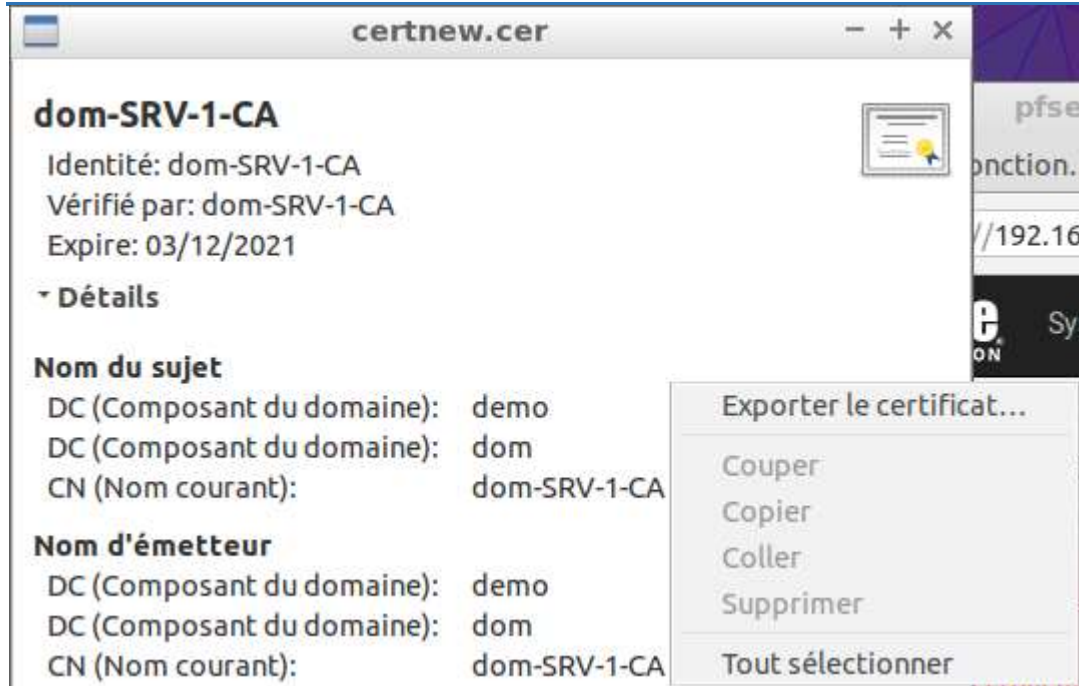 certnew.cer
dom-SRV-1-CA
Identité: dom-SRV-1-CA
Vérifié par: dom-SRV-1-CA
Expire: 03/12/2021
Détails
Nom du sujet
DC (Composant du domaine): demo
DC (Composant du domaine): dom
CN (Nom courant): dom-SRV-1-CA
Nom d'émetteur
DC (Composant du domaine): demo
DC (Composant du domaine): dom
CN (Nom courant): dom-SRV-1-CA
Exporter le certificat...
Couper
Copier
Coller
Supprimer
Tout sélectionner
pfse
onction.
//192.16
e
ON
Sy